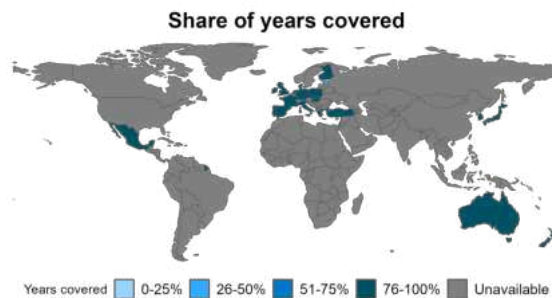 Share of years covered
Years covered 0-25% 26-50% 51-75% 76-100% Unavailable